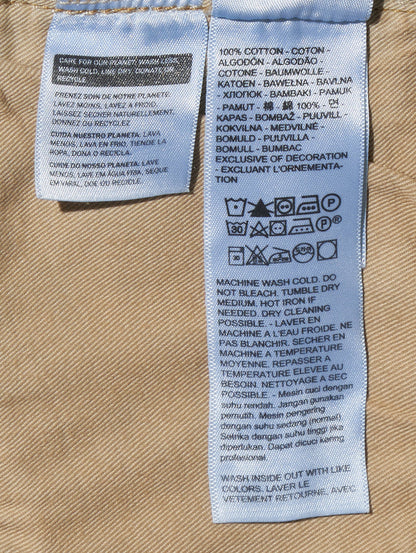 CARE FOR OUR PLANET: WASH LESS,
WASH COLD, LINE DRY, DONATE OR
RECYCLE
PRENEZ SOIN DE NOTRE PLANETE:
LAVEZ MOINS, LAVEZ A FROID,
LAISSEZ SECHER NATURELLEMENT,
DONNEZ OU RECYCLEZ
CUIDA NUESTRO PLANETA: LAVA
MENOS, LAVA EN FRIO, TIENDE LA
ROPA, DONA O RECICLA.
CUIDE DO NOSSO PLANETA: LAVE
MENOS, LAVE EM ÁGUA FRIA, SEQUE
EM VARAL, DOE OU RECICLE.
100% COTTON - COTON -
ALGODÓN - ALGODÃO -
COTONE - BAUMWOLLE -
KATOEN - BAWEŁNA - BAVLNA
- ХЛОПОК - BAMBAKI - PAMUK
- PAMUT - 棉 - 綿 100% - 면
KAPAS - BOMBAŽ - PUUVILL -
KOKVILNA - MEDVILNĖ -
BOMULD - PUUVILLA -
BOMULL - BUMBAC
EXCLUSIVE OF DECORATION
- EXCLUANT L'ORNEMENTA-
TION
30
P
30
MACHINE WASH COLD. DO
NOT BLEACH. TUMBLE DRY
MEDIUM. HOT IRON IF
NEEDED. DRY CLEANING
POSSIBLE. - LAVER EN
MACHINE A L'EAU FROIDE. NE
PAS BLANCHIR. SECHER EN
MACHINE A TEMPERATURE
MOYENNE. REPASSER A
TEMPERATURE ELEVEE AU
BESOIN. NETTOYAGE A SEC
POSSIBLE. - Mesin cuci dengan
suhu rendah. Jangan gunakan
pemutih. Mesin pengering
dengan suhu sedang (normal).
Setrika dengan suhu tinggi jika
diperlukan. Dapat dicuci kering
profesional
WASH INSIDE OUT WITH LIKE
COLORS. LAVER LE
VETEMENT RETOURNE, AVEC